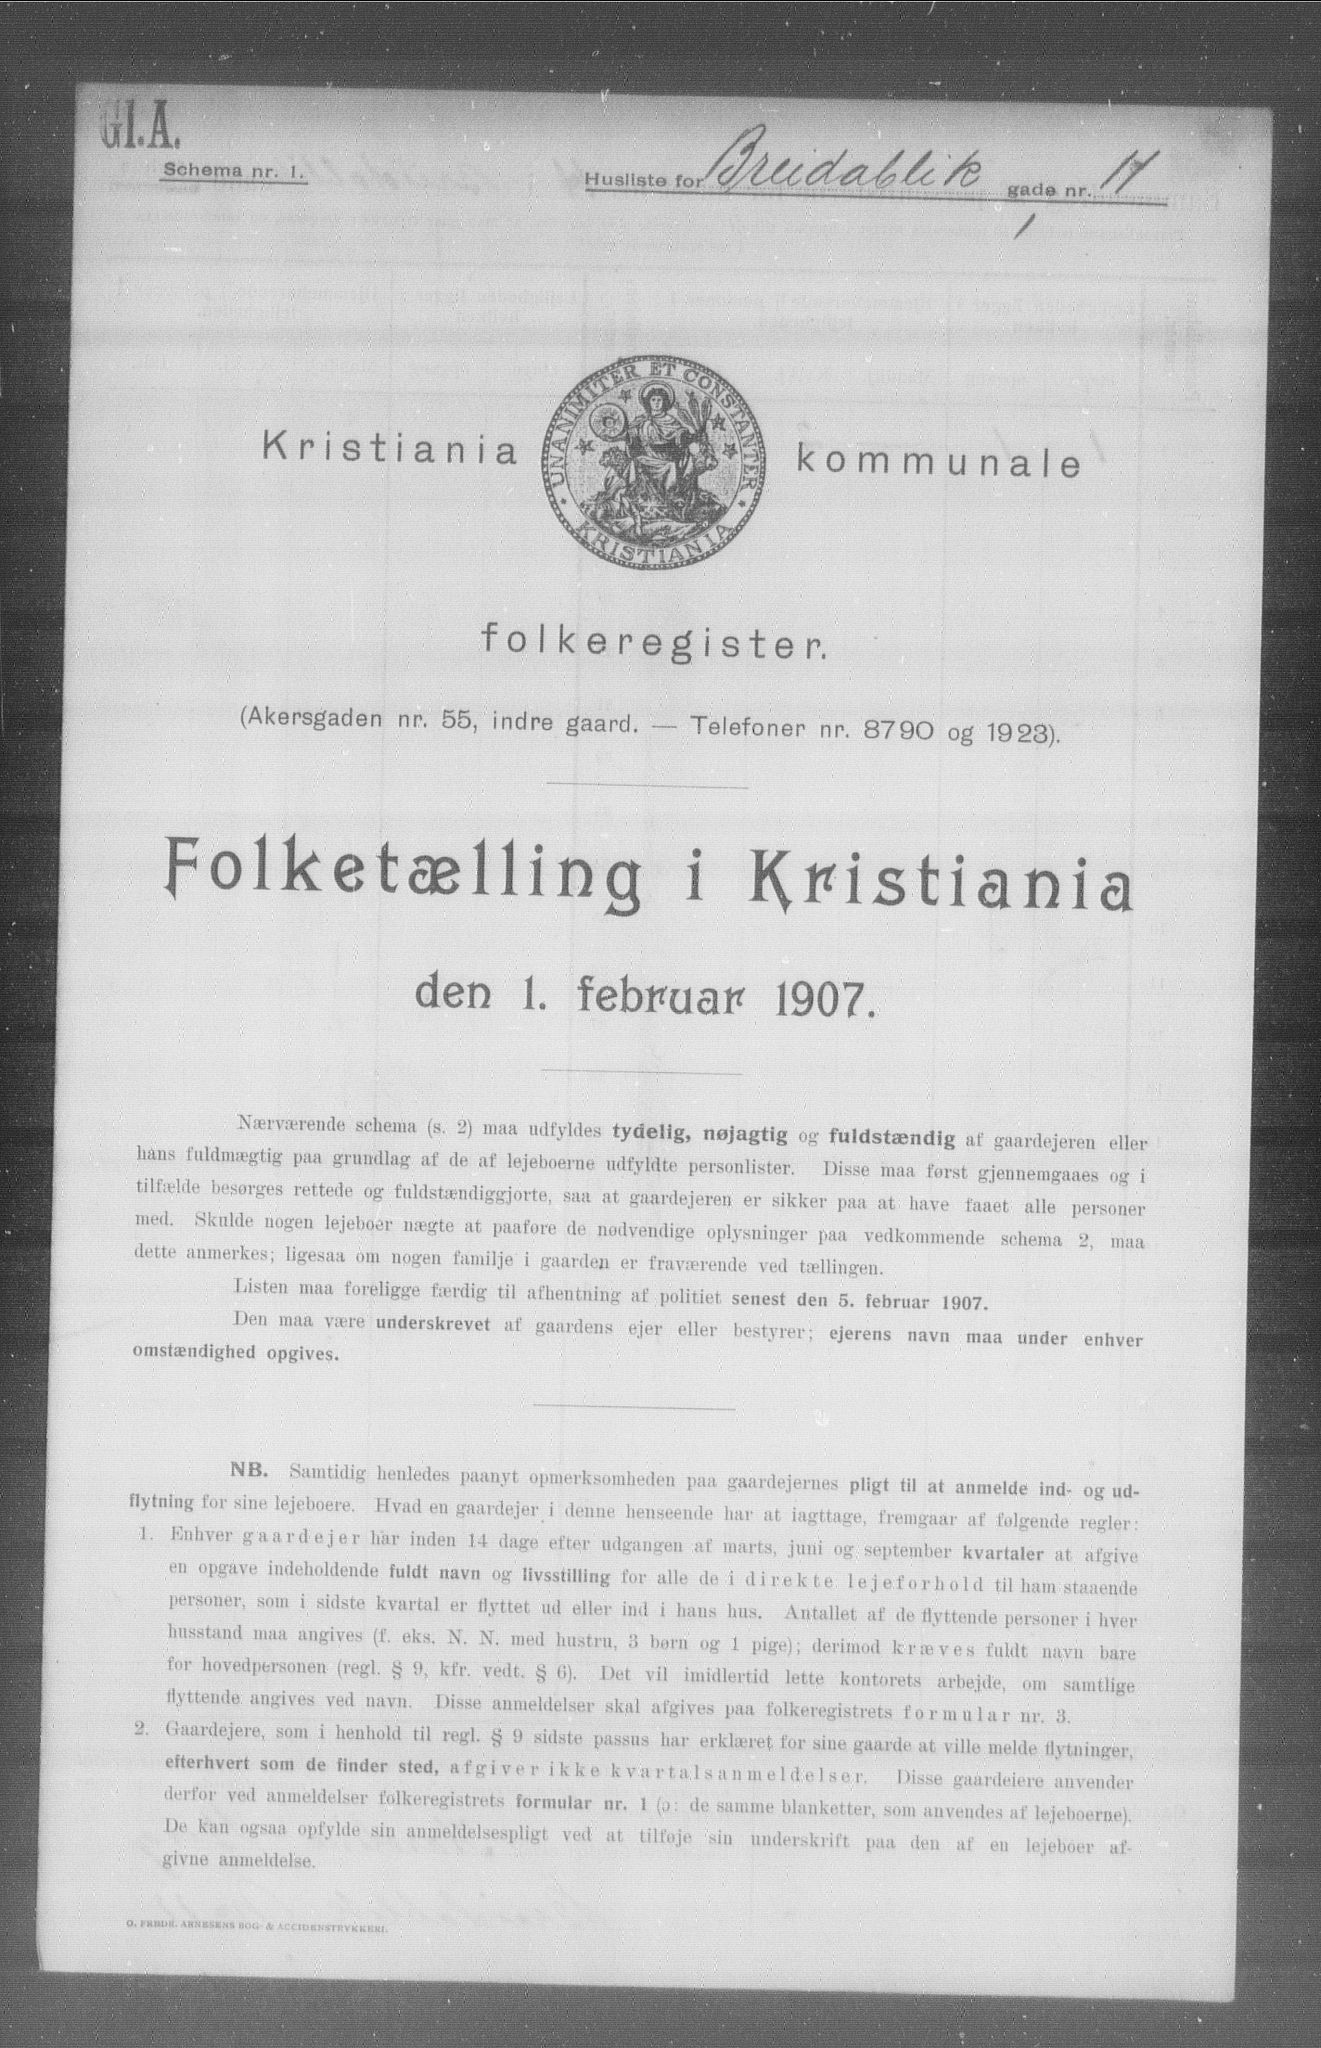 Gl.A.
Schema nr. 1.
Husliste for Breidablik gade nr.
UNANIMITER ET CONSTANTER
KRISTIANIA
Kristiania kommunale
folkeregister.
(Akersgaden nr. 55, indre gaard. — Telefoner nr. 8790 og 1923).
Folketælling i Kristiania
den 1. februar 1907.
Nærværende schema (s. 2) maa udfyldes tydelig, nøjagtig og fuldstændig af gaardejeren eller
hans fuldmægtig paa grundlag af de af lejeboerne udfyldte personlister. Disse maa først gjennemgaaes og i
tilfælde besørges rettede og fuldstændiggjorte, saa at gaardejeren er sikker paa at have faaet alle personer
med. Skulde nogen lejeboer nægte at paaføre de nødvendige oplysninger paa vedkommende schema 2, maa
dette anmerkes; ligesaa om nogen familje i gaarden er fraværende ved tællingen.
Listen maa foreligge færdig til afhentning af politiet senest den 5. februar 1907.
Den maa være underskrevet af gaardens ejer eller bestyrer; ejerens navn maa under enhver
omstændighed opgives.
NB. Samtidig henledes paanyt opmerksomheden paa gaardejernes pligt til at anmelde ind- og ud-
flytning for sine lejeboere. Hvad en gaardejer i denne henseende har at iagttage, fremgaar af følgende regler:
1. Enhver gaardejer har inden 14 dage efter udgangen af marts, juni og september kvartaler at afgive
en opgave indeholdende fuldt navn og livsstilling for alle de i direkte lejeforhold til ham staaende
personer, som i sidste kvartal er flyttet ud eller ind i hans hus. Antallet af de flyttende personer i hver
husstand maa angives (f. eks. N. N. med hustru, 3 børn og 1 pige); derimod kræves fuldt navn bare
for hovedpersonen (regl. § 9, kfr. vedt. § 6). Det vil imidlertid lette kontorets arbejde, om samtlige
flyttende angives ved navn. Disse anmeldelser skal afgives paa folkeregistrets formular nr. 3.
2. Gaardejere, som i henhold til regl. § 9 sidste passus har erklæret for sine gaarde at ville melde flytninger,
efterhvert som de finder sted, afgiver ikke kvartalsanmeldelser. Disse gaardeiere anvender
derfor ved anmeldelser folkeregistrets formular nr. 1 (ɔ: de samme blanketter, som anvendes af lejeboerne).
De kan ogsaa opfylde sin anmeldelsespligt ved at tilføje sin underskrift paa den af en lejeboer af-
givne anmeldelse.
O. FREDR. ARNESENS BOG- & ACCIDENSTRYKKERI.